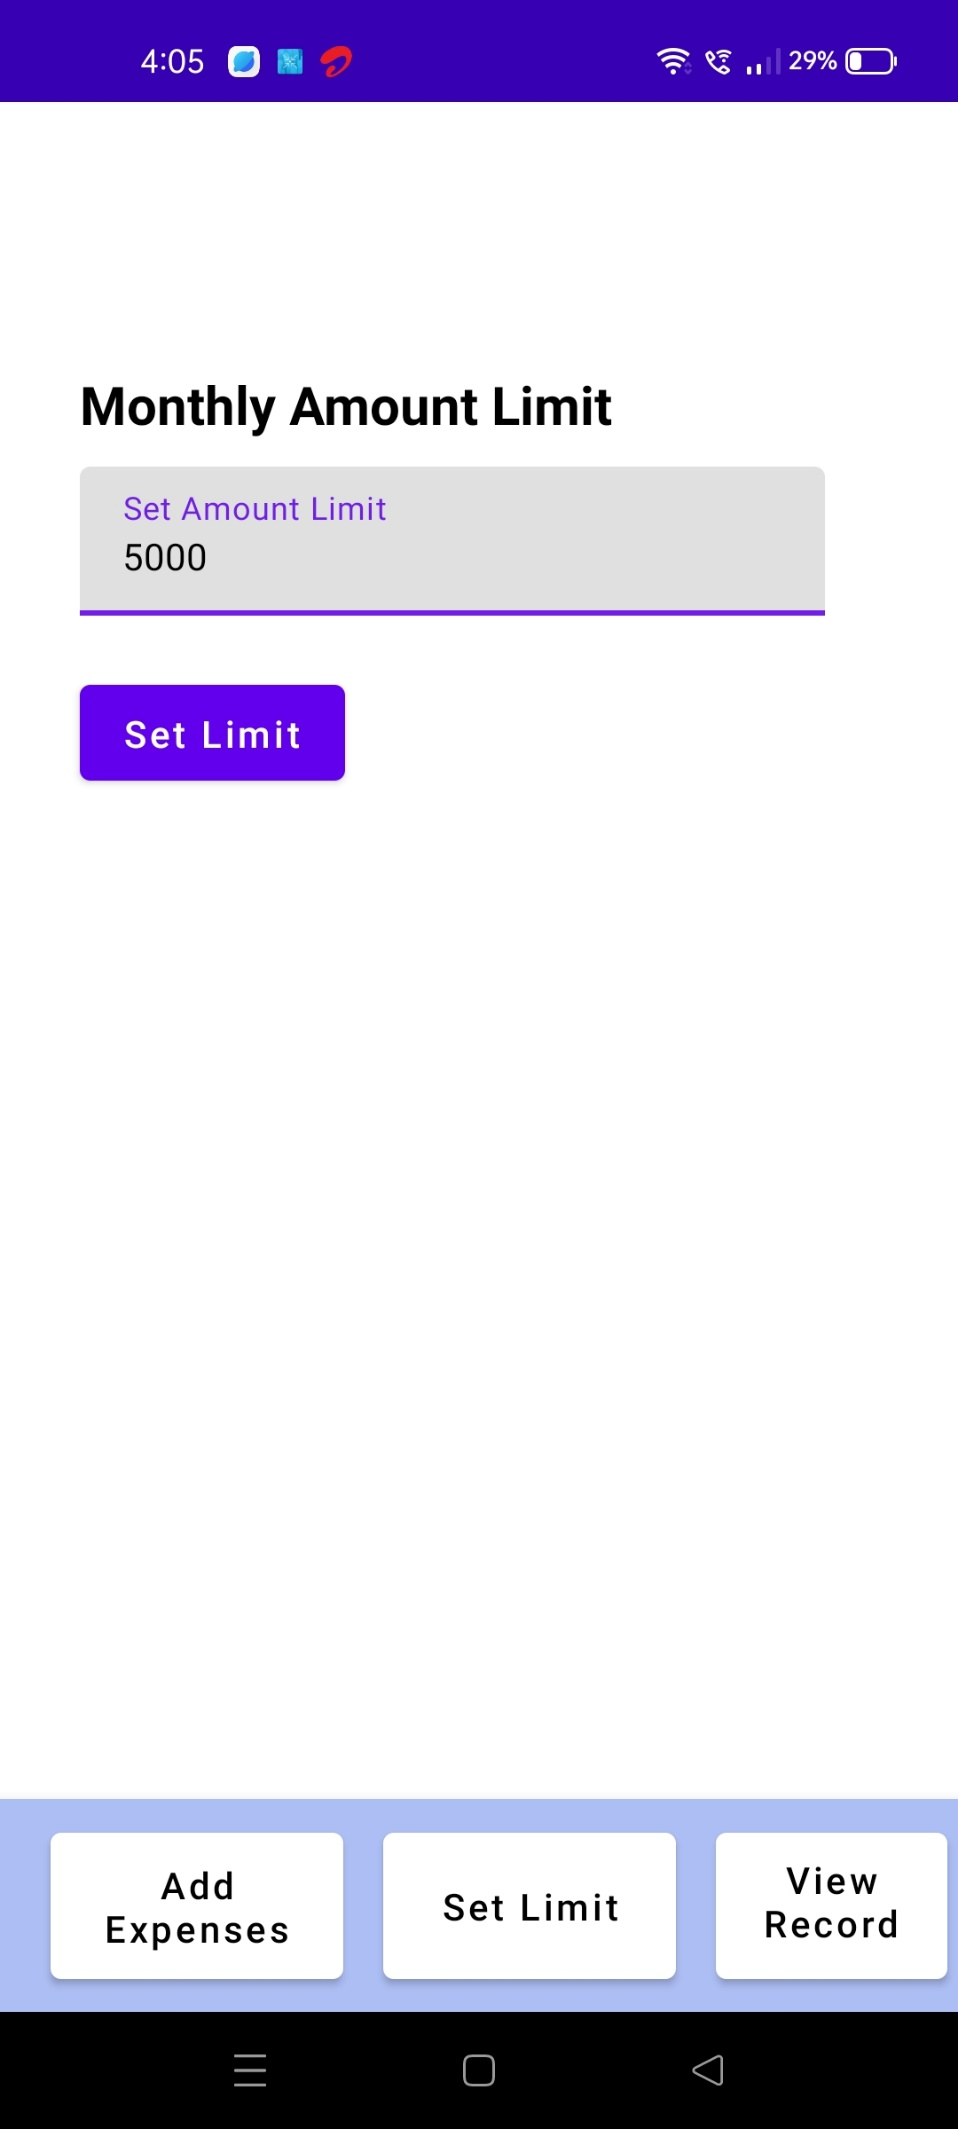 4:05
29%
Monthly Amount Limit
Set Amount Limit
5000
Set Limit
Add
Expenses
Set Limit
View
Record